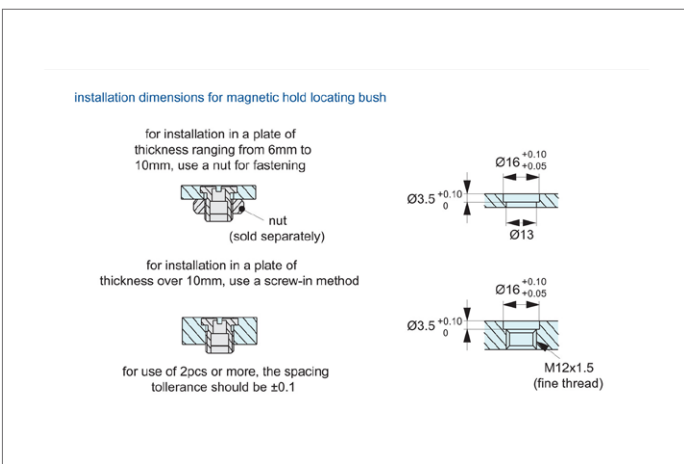 installation dimensions for magnetic hold locating bush
for installation in a plate of
thickness ranging from 6mm to
10mm, use a nut for fastening
nut
(sold separately)
Ø16 +0.10 +0.05
Ø3.5 +0.10 0
Ø13
for installation in a plate of
thickness over 10mm, use a screw-in method
for use of 2pcs or more, the spacing
tollerance should be ±0.1
Ø16 +0.10 +0.05
Ø3.5 +0.10 0
M12x1.5
(fine thread)